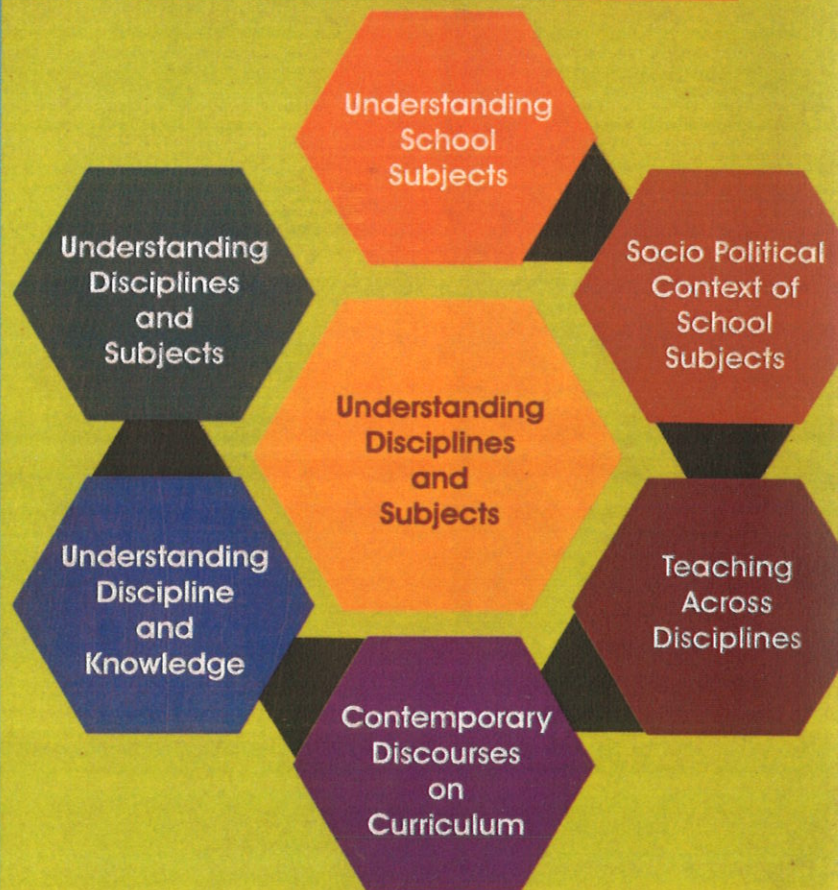 Understanding
School
Subjects
Socio Political
Context of
School
Subjects
Teaching
Across
Disciplines
Contemporary
Discourses
on
Curriculum
Understanding
Discipline
and
Knowledge
Understanding
Disciplines
and
Subjects
Understanding
Disciplines
and
Subjects